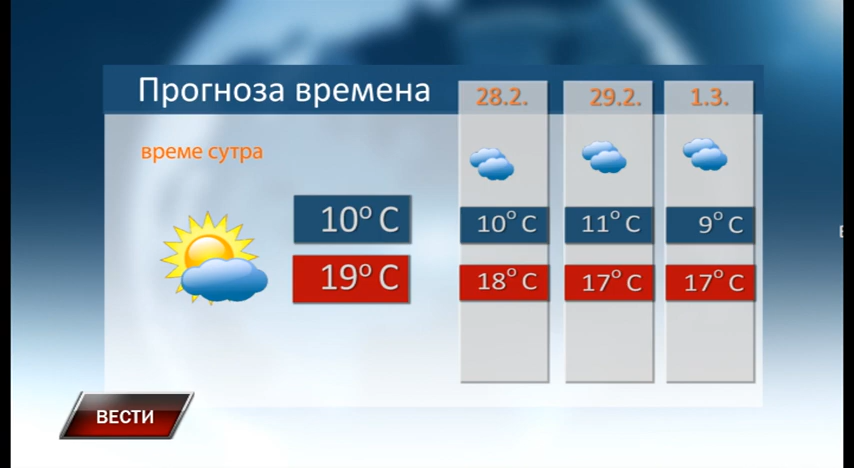 Прогноза времена
време сутра
10° C
19° C
28.2.
10° C
18° C
29.2.
11° C
17° C
1.3.
9° C
17° C
ВЕСТИ